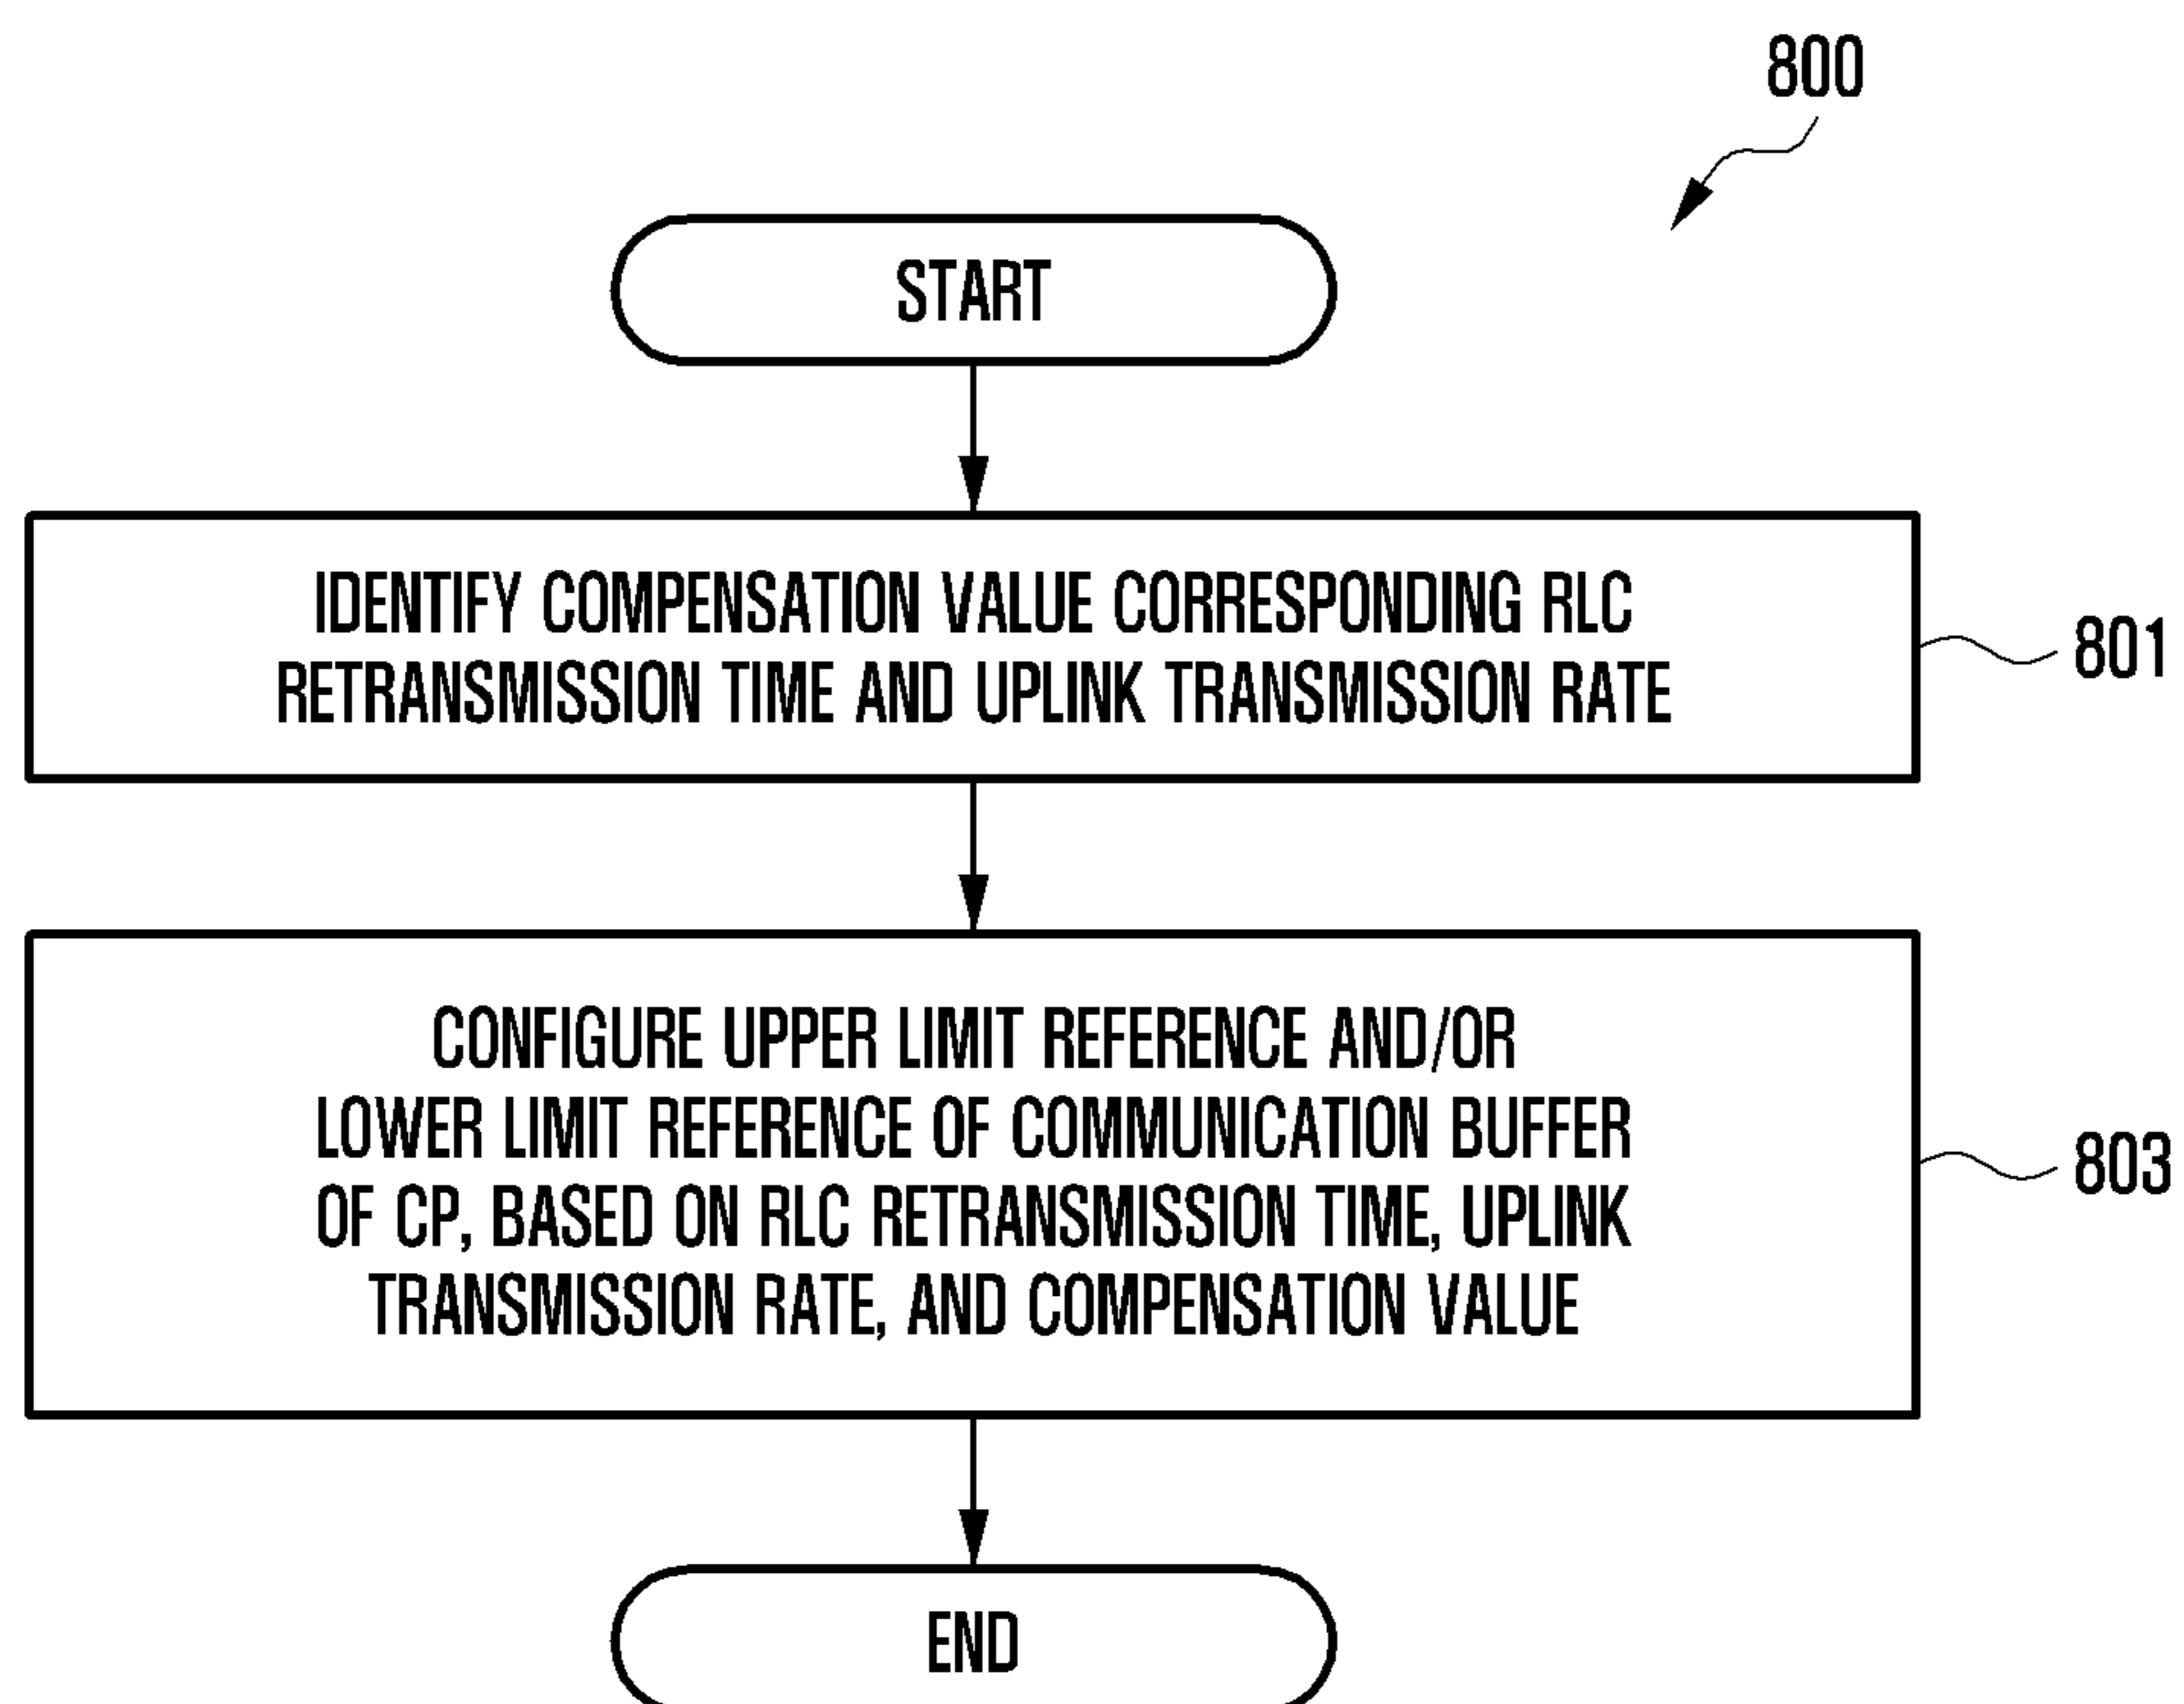 800
START
IDENTIFY COMPENSATION VALUE CORRESPONDING RLC
RETRANSMISSION TIME AND UPLINK TRANSMISSION RATE
801
CONFIGURE UPPER LIMIT REFERENCE AND/OR
LOWER LIMIT REFERENCE OF COMMUNICATION BUFFER
OF CP, BASED ON RLC RETRANSMISSION TIME, UPLINK
TRANSMISSION RATE, AND COMPENSATION VALUE
803
END